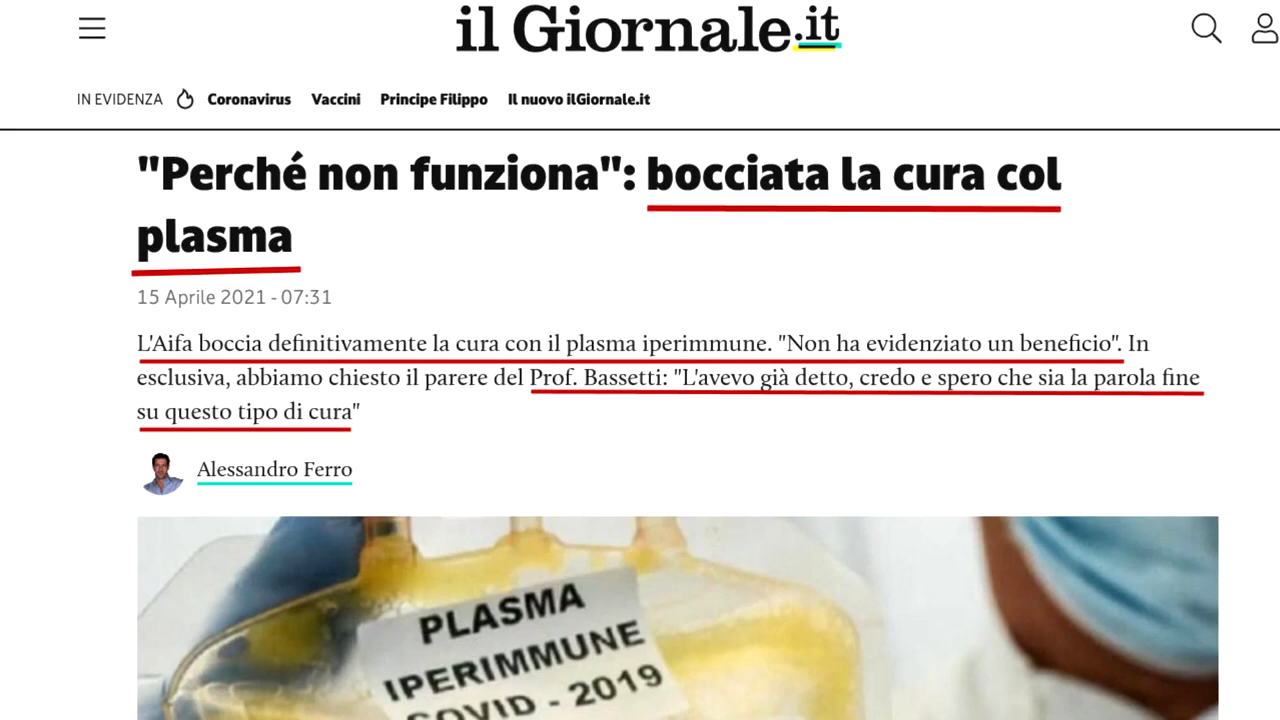 il Giornale.it
IN EVIDENZA Coronavirus Vaccini Principe Filippo Il nuovo ilGiornale.it
"Perché non funziona": bocciata la cura col
plasma
15 Aprile 2021 - 07:31
L'Aifa boccia definitivamente la cura con il plasma iperimmune. "Non ha evidenziato un beneficio". In
esclusiva, abbiamo chiesto il parere del Prof. Bassetti: "L'avevo già detto, credo e spero che sia la parola fine
su questo tipo di cura"
Alessandro Ferro
PLASMA
IPERIMMUNE
COVID - 2019